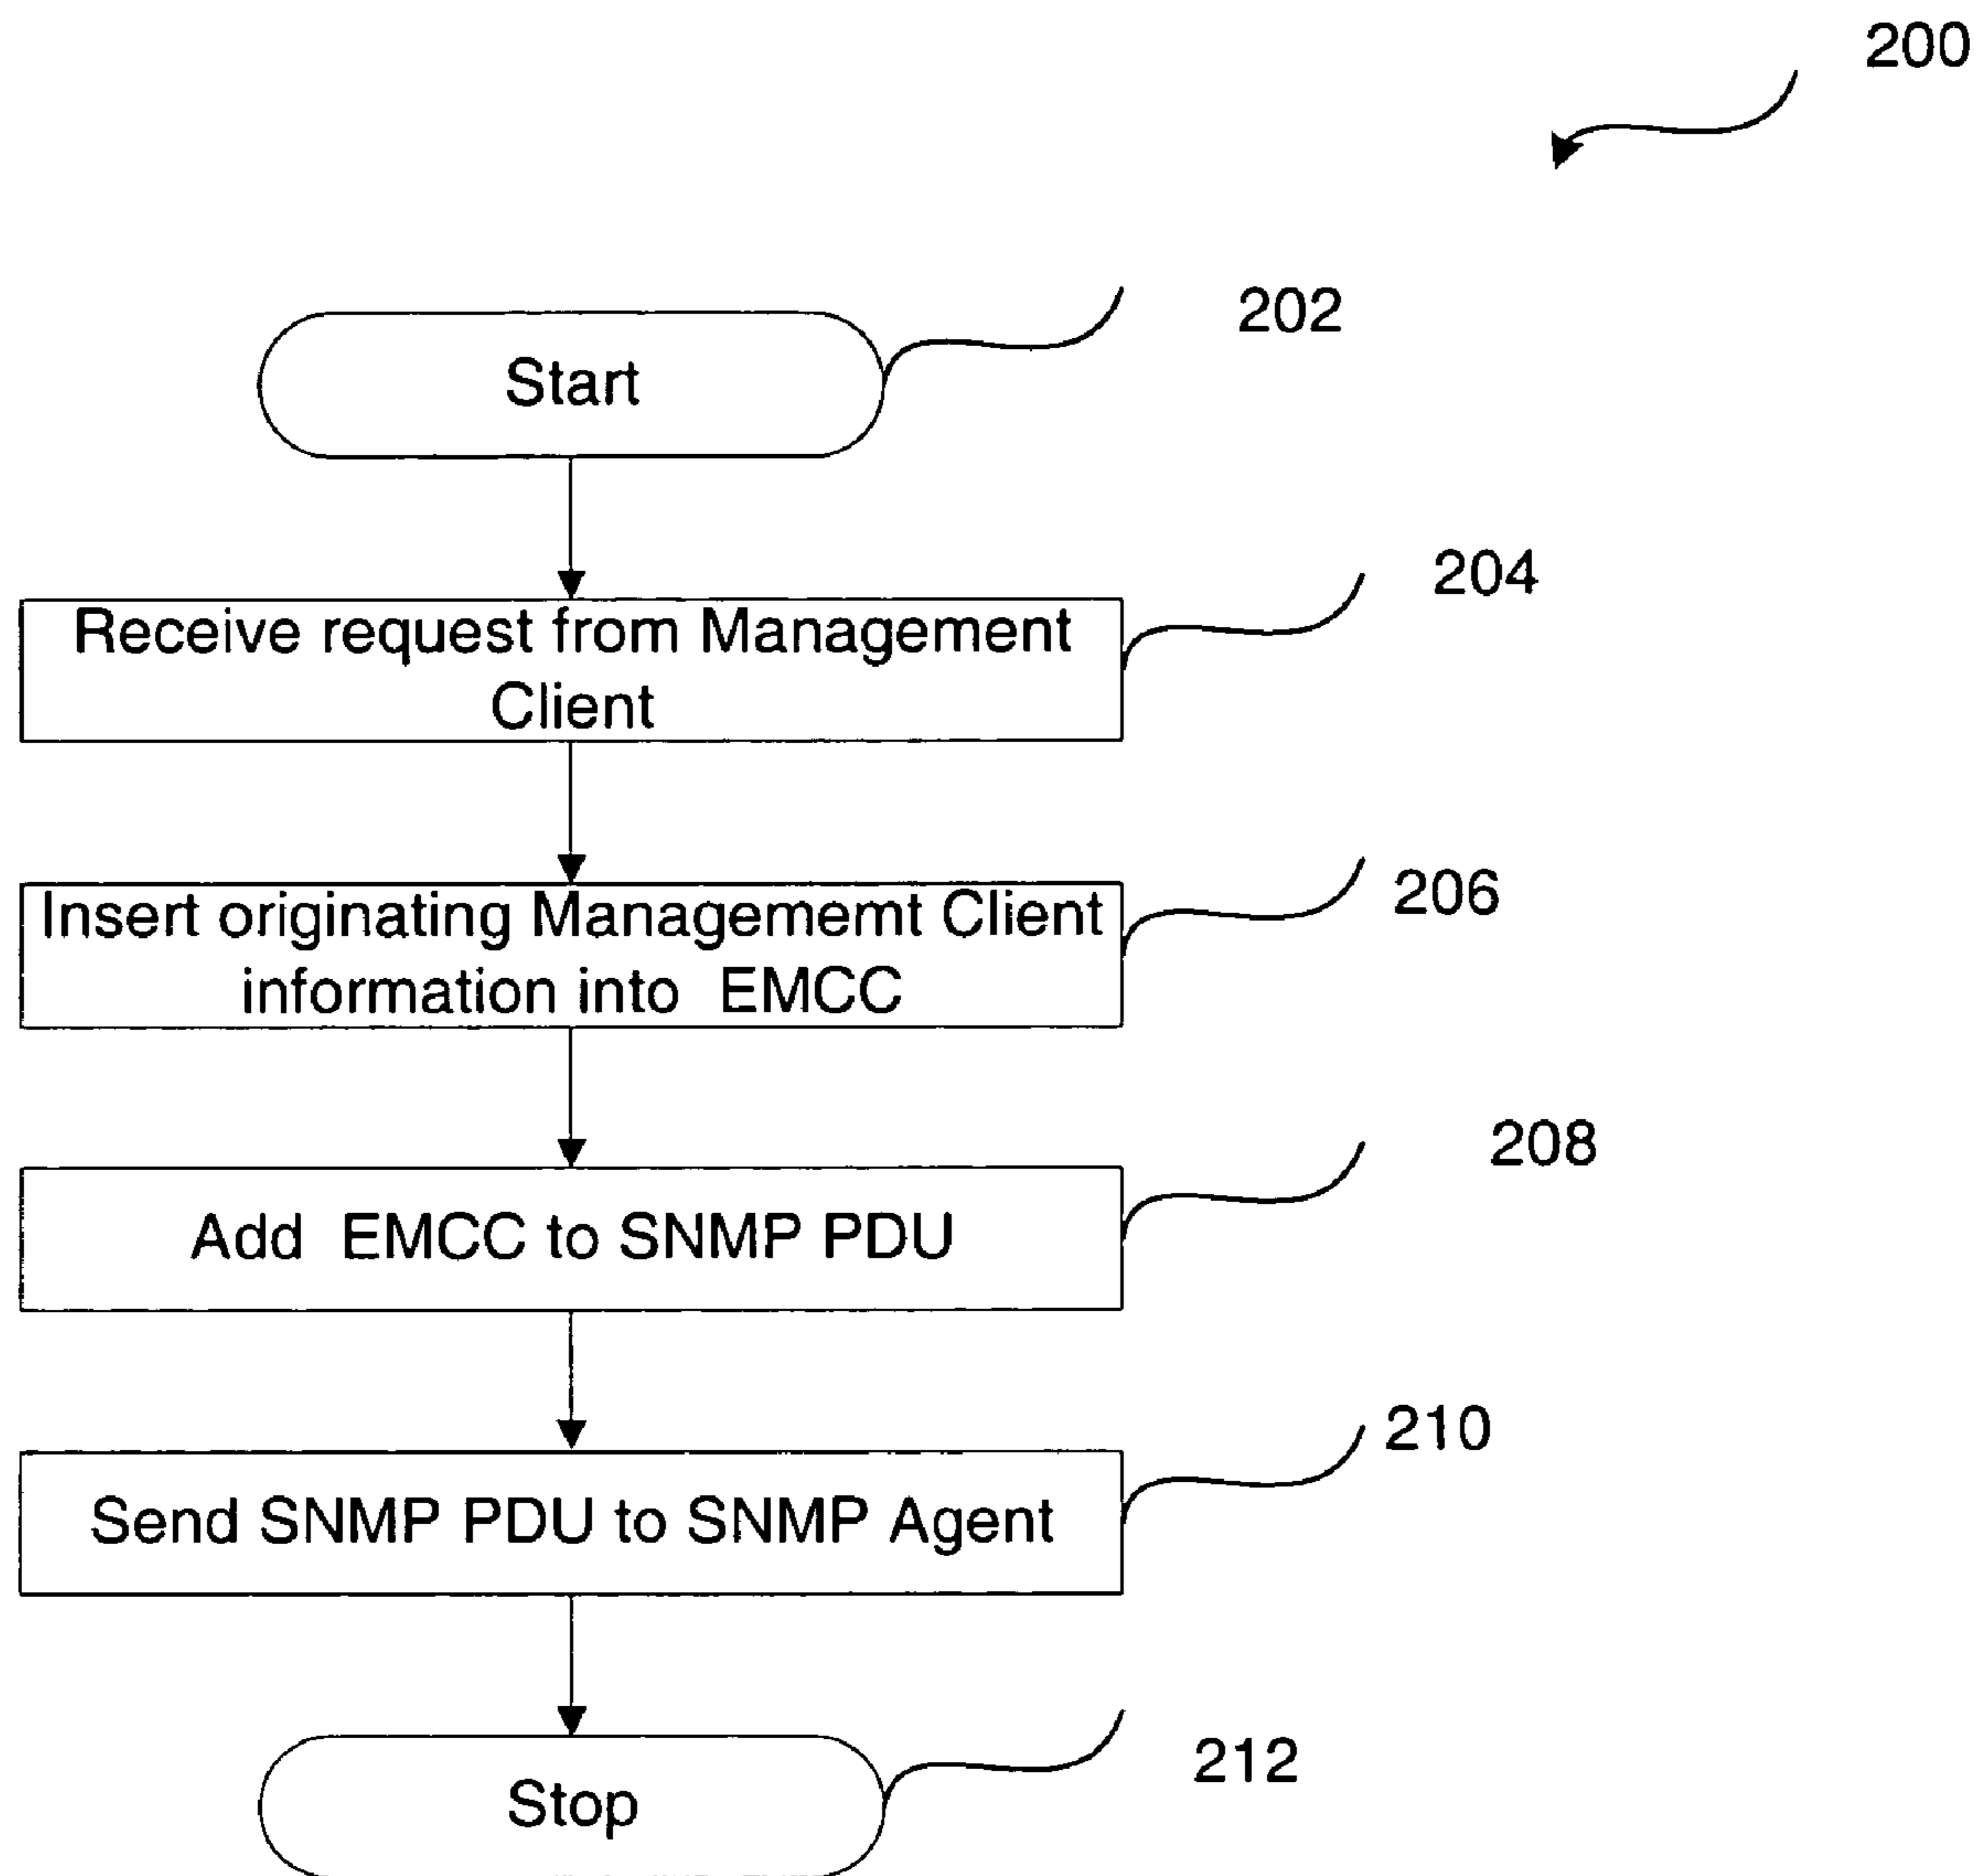 200
Start
202
Receive request from Management
Client
204
Insert originating Managememt Client
information into EMCC
206
Add EMCC to SNMP PDU
208
Send SNMP PDU to SNMP Agent
210
Stop
212